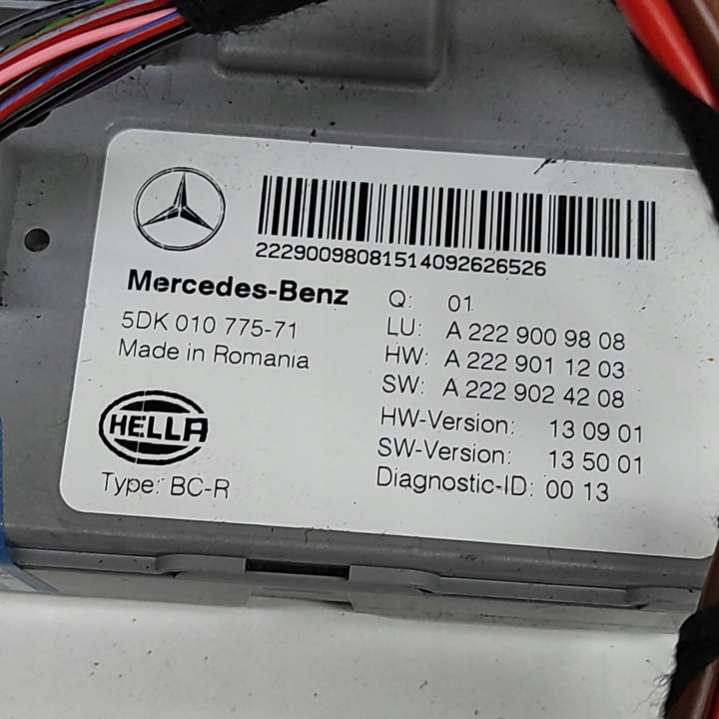 2229009808151409262​6526
Mercedes-Benz
5DK 010 775-71
Made in Romania
HELLA
Type: BC-R
Q: 01
LU: A 222 900 98 08
HW: A 222 901 12 03
SW: A 222 902 42 08
HW-Version: 13 09 01
SW-Version: 13 50 01
Diagnostic-ID: 00 13